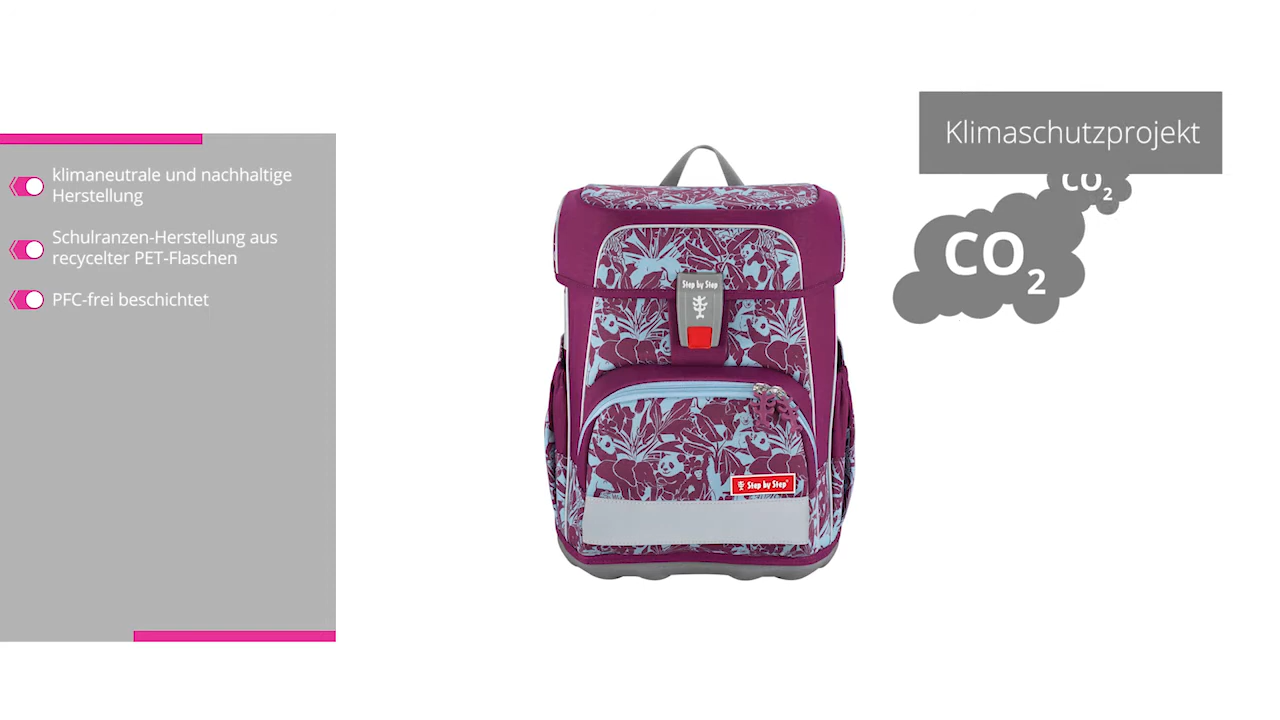 klimaneutrale und nachhaltige
Herstellung
Schulranzen-Herstellung aus
recycelter PET-Flaschen
PFC-frei beschichtet
Step by Step
Step by Step®
Klimaschutzprojekt
CO2
CO2